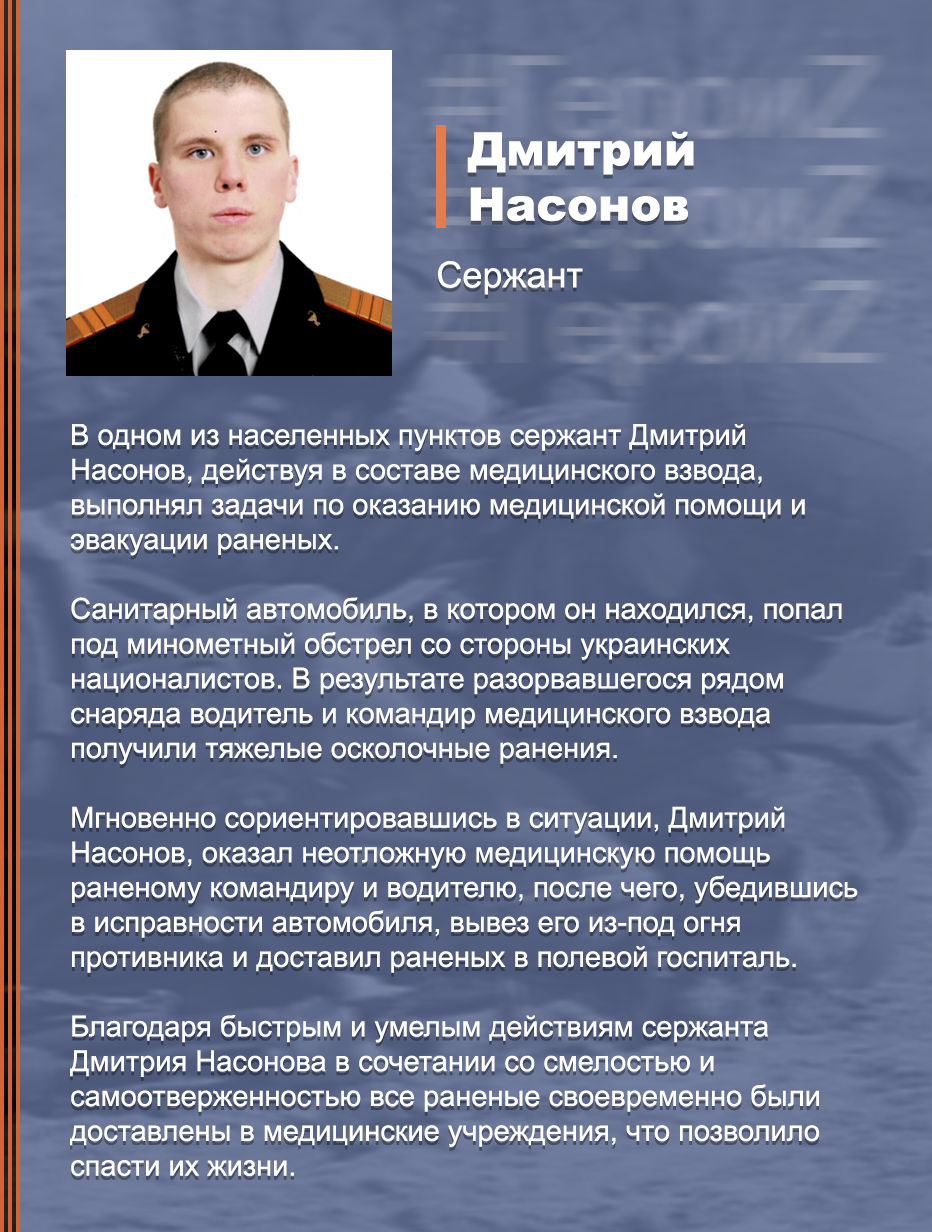 #ГероиZ
Дмитрий
#ГероиZ
Насонов
Сержант
#ГероиZ
В одном из населенных пунктов сержант Дмитрий
Насонов, действуя в составе медицинского взвода,
выполнял задачи по оказанию медицинской помощи и
эвакуации раненых.
Санитарный автомобиль, в котором он находился, попал
под минометный обстрел со стороны украинских
националистов. В результате разорвавшегося рядом
снаряда водитель и командир медицинского взвода
получили тяжелые осколочные ранения.
Мгновенно сориентировавшись в ситуации, Дмитрий
Насонов, оказал неотложную медицинскую помощь
раненому командиру и водителю, после чего, убедившись
в исправности автомобиля, вывез его из-под огня
противника и доставил раненых в полевой госпиталь.
Благодаря быстрым и умелым действиям сержанта
Дмитрия Насонова в сочетании со смелостью и
самоотверженностью все раненые своевременно были
доставлены в медицинские учреждения, что позволило
спасти их жизни.